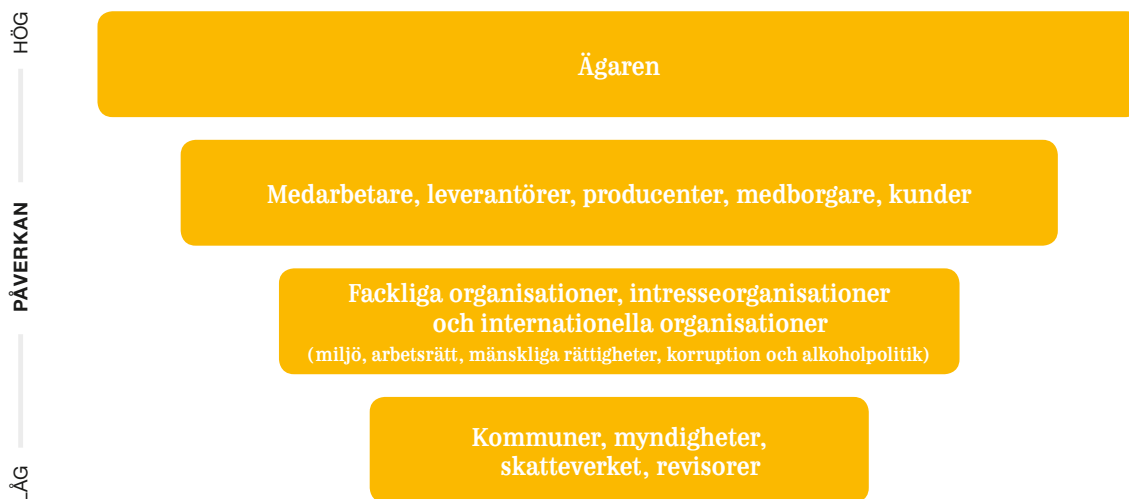 HÖG
PÅVERKAN
LÅG
Ägaren
Medarbetare, leverantörer, producenter, medborgare, kunder
Fackliga organisationer, intresseorganisationer
och internationella organisationer
(miljö, arbetsrätt, mänskliga rättigheter, korruption och alkoholpolitik)
Kommuner, myndigheter,
skatteverket, revisorer